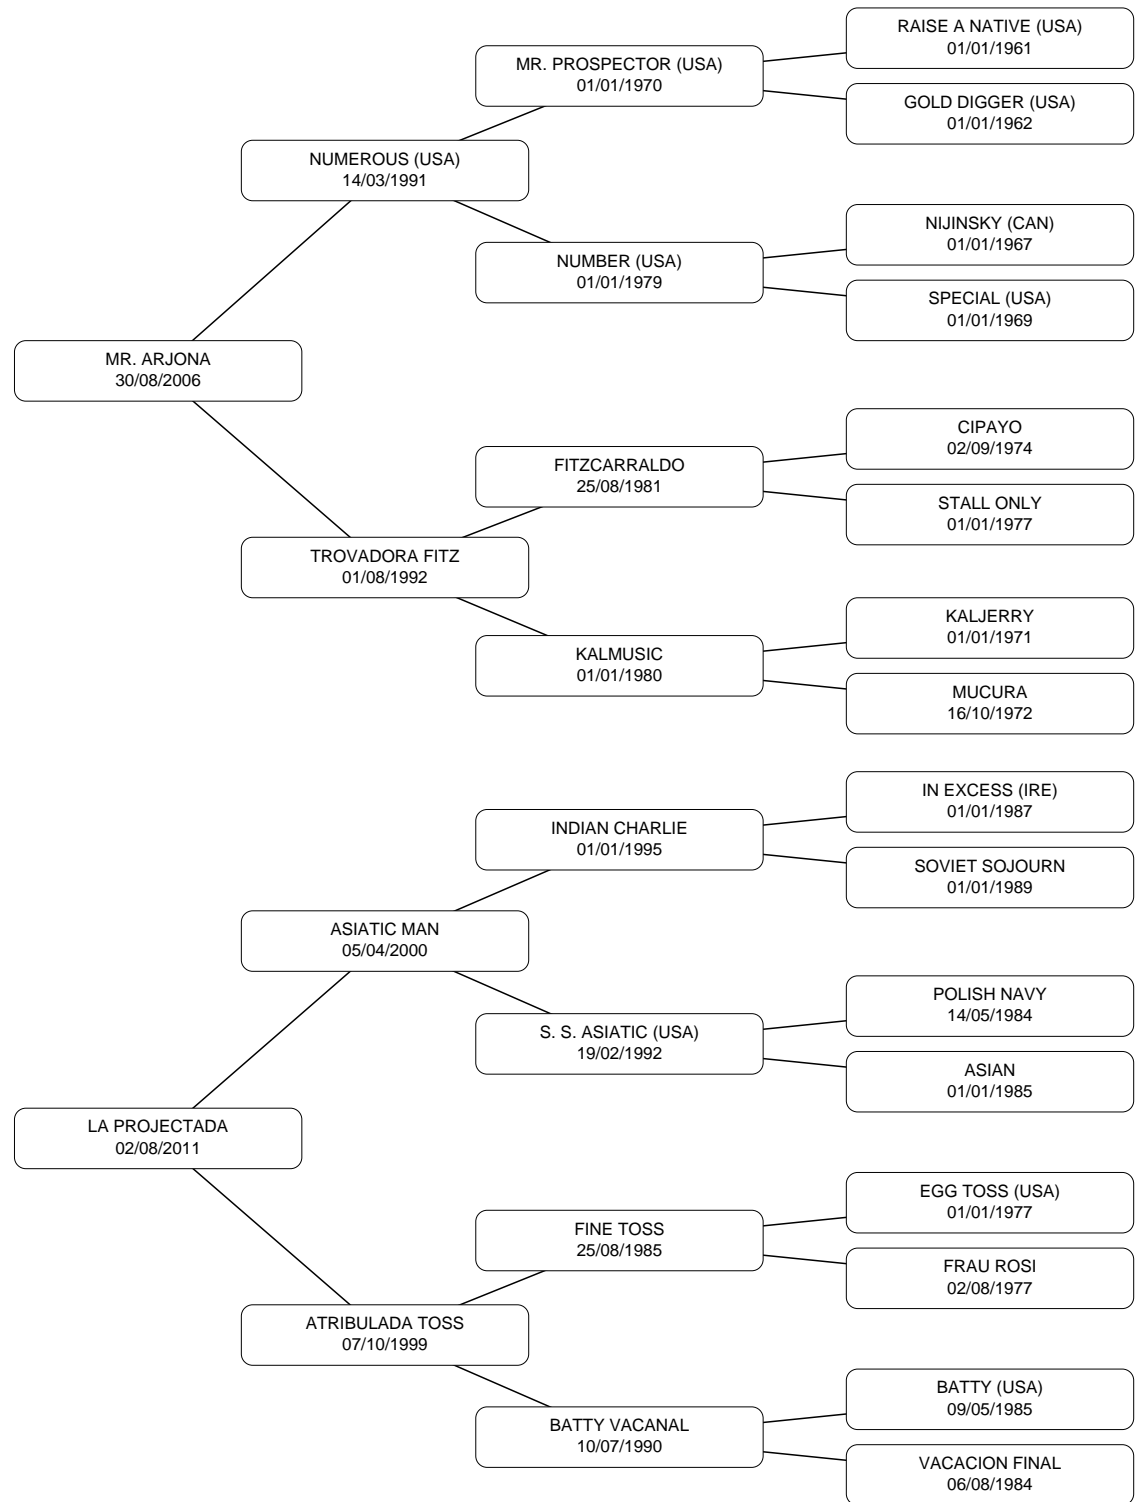 RAISE A NATIVE (USA)
01/01/1961
MR. PROSPECTOR (USA)
01/01/1970
GOLD DIGGER (USA)
01/01/1962
NUMEROUS (USA)
14/03/1991
NIJINSKY (CAN)
01/01/1967
NUMBER (USA)
01/01/1979
SPECIAL (USA)
01/01/1969
MR. ARJONA
30/08/2006
CIPAYO
02/09/1974
FITZCARRALDO
25/08/1981
STALL ONLY
01/01/1977
TROVADORA FITZ
01/08/1992
KALJERRY
01/01/1971
KALMUSIC
01/01/1980
MUCURA
16/10/1972
IN EXCESS (IRE)
01/01/1987
INDIAN CHARLIE
01/01/1995
SOVIET SOJOURN
01/01/1989
ASIATIC MAN
05/04/2000
POLISH NAVY
14/05/1984
S. S. ASIATIC (USA)
19/02/1992
ASIAN
01/01/1985
LA PROJECTADA
02/08/2011
EGG TOSS (USA)
01/01/1977
FINE TOSS
25/08/1985
FRAU ROSI
02/08/1977
ATRIBULADA TOSS
07/10/1999
BATTY (USA)
09/05/1985
BATTY VACANAL
10/07/1990
VACACION FINAL
06/08/1984